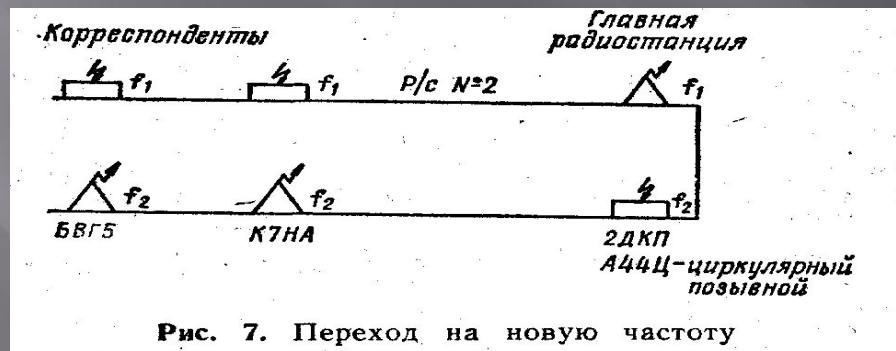 Корреспонденты
Главная
радиостанция
f₁
f₁
Р/с №2
f₁
f₂
f₂
f₂
БВГ5
К7НА
2ДКП
А44Ц-циркулярный
позывной
Рис. 7. Переход на новую частоту